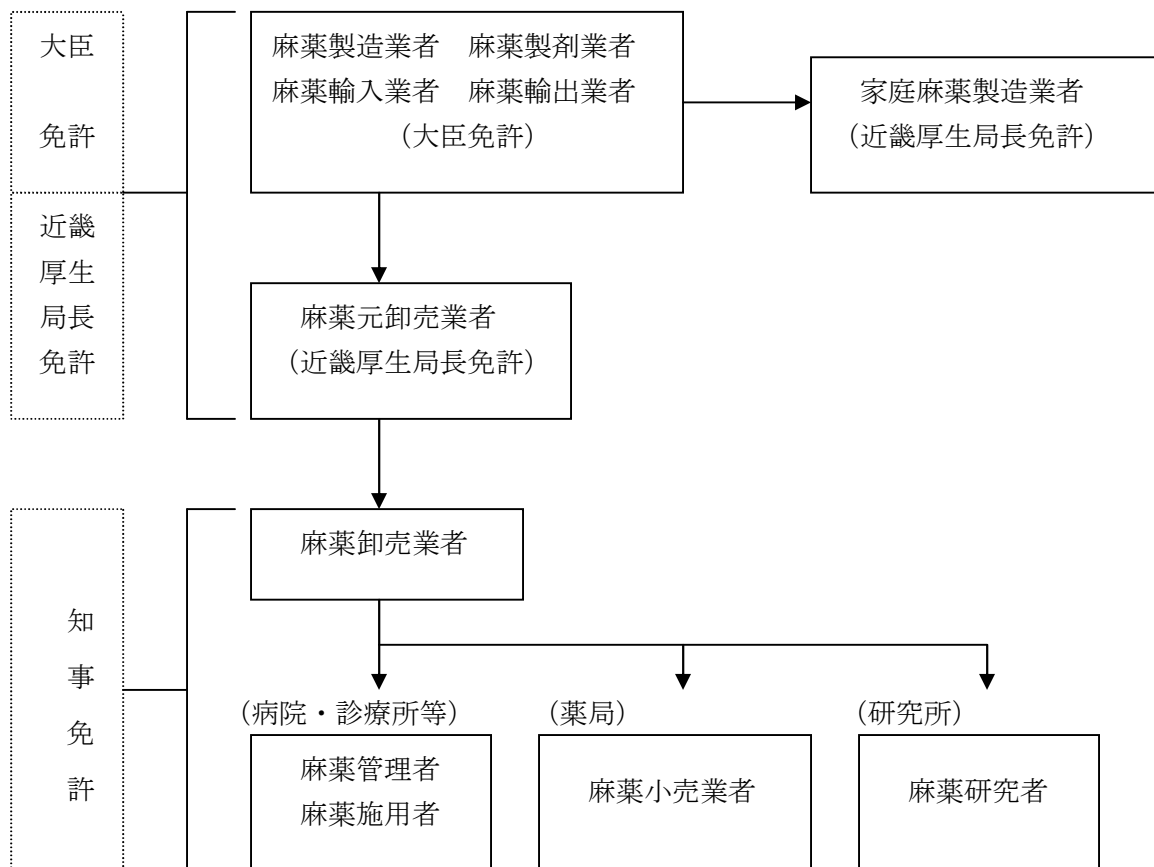 大臣
免許
近畿
厚生
局長
免許
麻薬製造業者　麻薬製剤業者
麻薬輸入業者　麻薬輸出業者
（大臣免許）
家庭麻薬製造業者
（近畿厚生局長免許）
麻薬元卸売業者
（近畿厚生局長免許）
知
事
免
許
麻薬卸売業者
（病院・診療所等）
麻薬管理者
麻薬施用者
（薬局）
麻薬小売業者
（研究所）
麻薬研究者